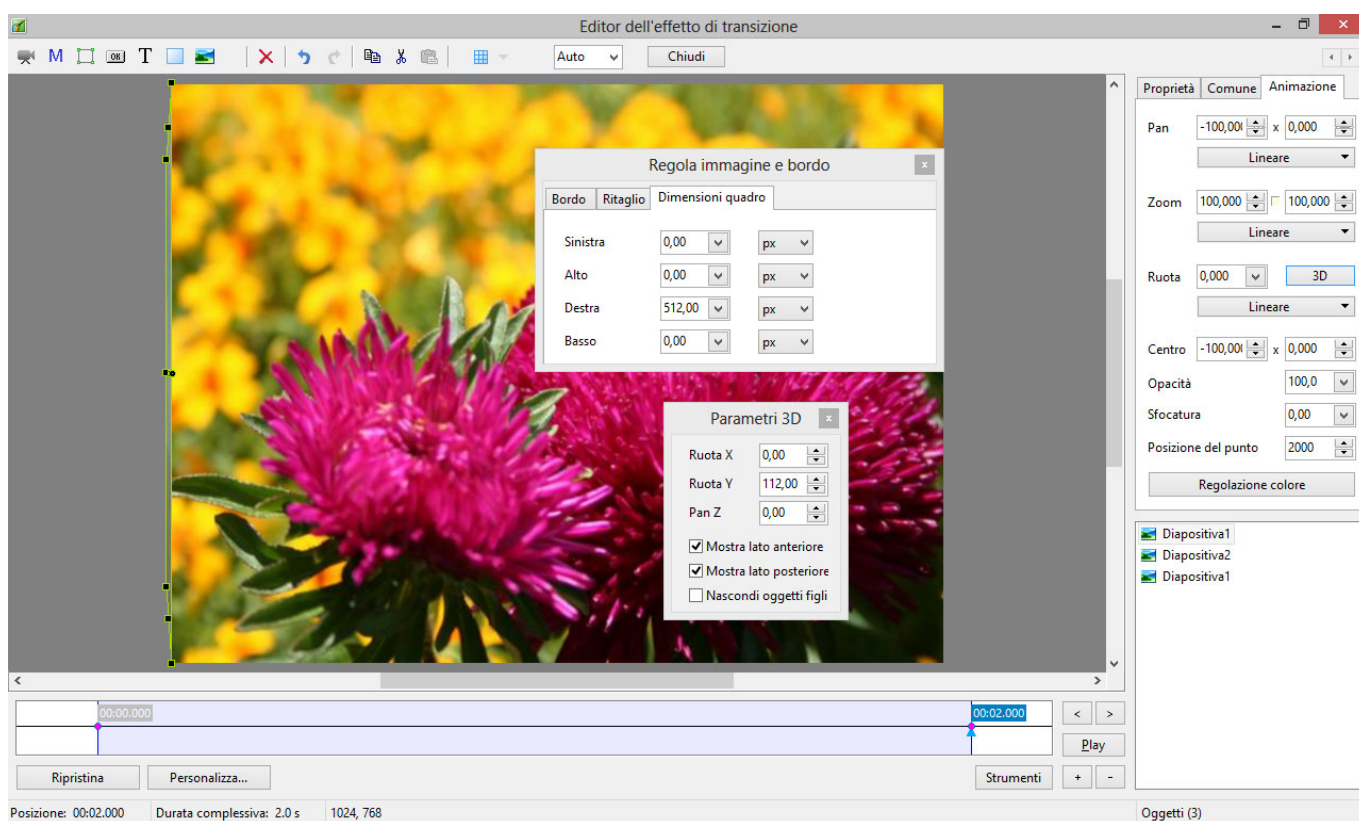 Editor dell'effetto di transizione
M OK T Auto Chiudi
Proprietà Comune Animazione
Pan -100,00 x 0,000
Lineare
Zoom 100,000 100,000
Lineare
Ruota 0,000 3D
Lineare
Centro -100,00 x 0,000
Opacità 100,0
Sfocatura 0,00
Posizione del punto 2000
Regolazione colore
Regola immagine e bordo x
Bordo Ritaglio Dimensioni quadro
Sinistra 0,00 px
Alto 0,00 px
Destra 512,00 px
Basso 0,00 px
Parametri 3D x
Ruota X 0,00
Ruota Y 112,00
Pan Z 0,00
Mostra lato anteriore
Mostra lato posteriore
Nascondi oggetti figli
Diapositiva1
Diapositiva2
Diapositiva1
00:00.000 00:02.000 < >
Play
Ripristina Personalizza... Strumenti + -
Posizione: 00:02.000 Durata complessiva: 2.0 s 1024, 768 Oggetti (3)